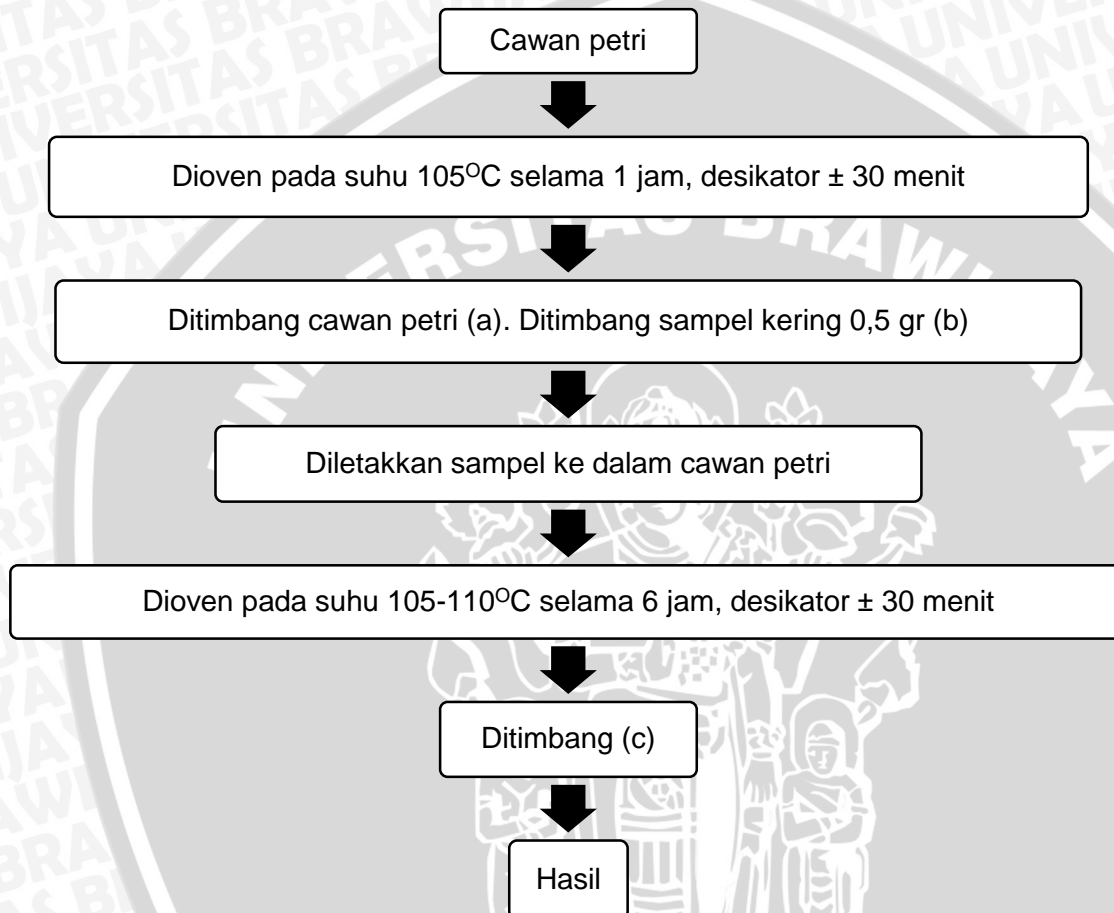 Cawan petri
Dioven pada suhu 105OC selama 1 jam, desikator ± 30 menit
Ditimbang cawan petri (a). Ditimbang sampel kering 0,5 gr (b)
Diletakkan sampel ke dalam cawan petri
Dioven pada suhu 105-110OC selama 6 jam, desikator ± 30 menit
Ditimbang (c)
Hasil